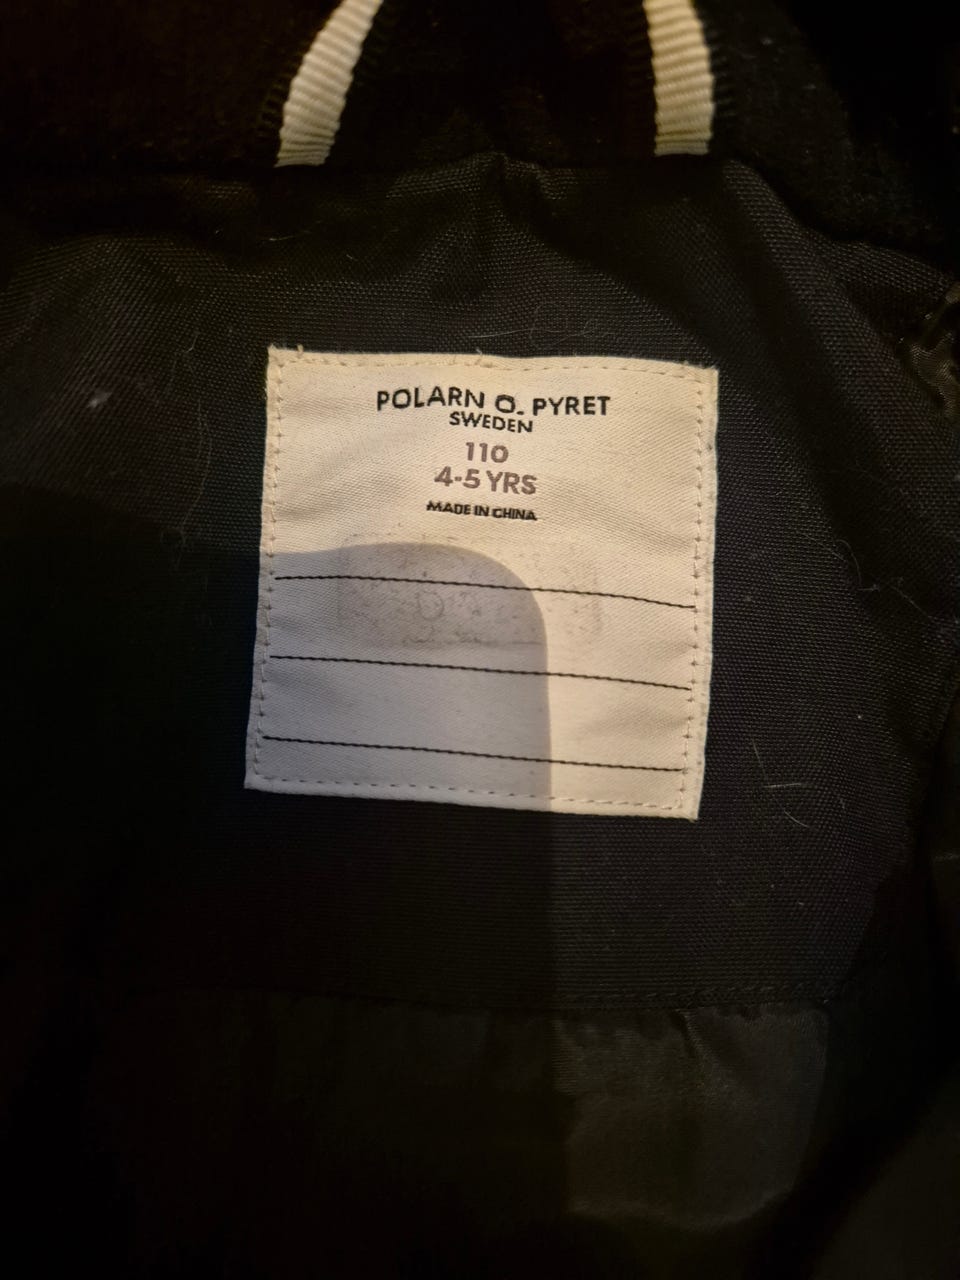 POLARN O. PYRET
SWEDEN
110
4-5 YRS
MADE IN CHINA